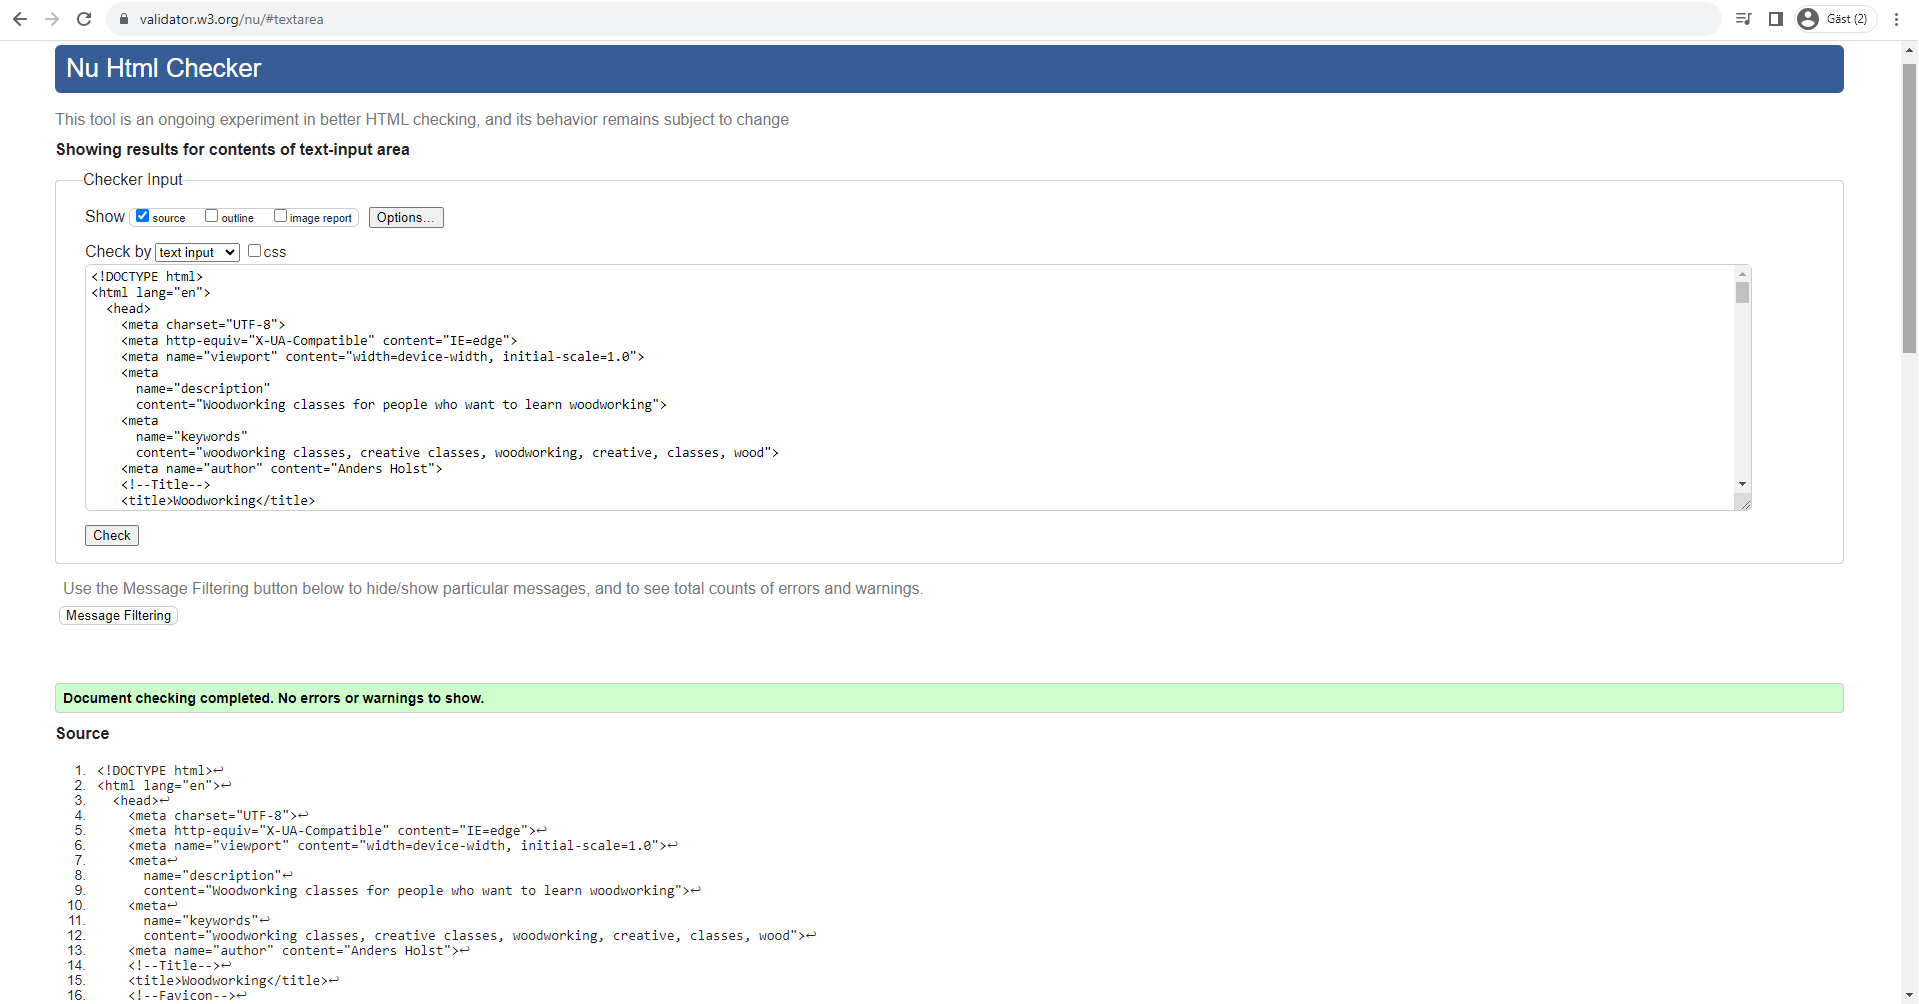 validator.w3.org/nu/#textarea
Gäst (2)
Nu Html Checker
This tool is an ongoing experiment in better HTML checking, and its behavior remains subject to change
Showing results for contents of text-input area
Checker Input
Show source outline image report Options...
Check by text input css
<!DOCTYPE html>
<html lang="en">
<head>
<meta charset="UTF-8">
<meta http-equiv="X-UA-Compatible" content="IE=edge">
<meta name="viewport" content="width=device-width, initial-scale=1.0">
<meta
name="description"
content="Woodworking classes for people who want to learn woodworking">
<meta
name="keywords"
content="woodworking classes, creative classes, woodworking, creative, classes, wood">
<meta name="author" content="Anders Holst">
<!--Title-->
<title>Woodworking</title>
Check
Use the Message Filtering button below to hide/show particular messages, and to see total counts of errors and warnings.
Message Filtering
Document checking completed. No errors or warnings to show.
Source
1. <!DOCTYPE html>↩
2. <html lang="en">↩
3. <head>↩
4. <meta charset="UTF-8">↩
5. <meta http-equiv="X-UA-Compatible" content="IE=edge">↩
6. <meta name="viewport" content="width=device-width, initial-scale=1.0">↩
7. <meta↩
8. name="description"↩
9. content="Woodworking classes for people who want to learn woodworking">↩
10. <meta↩
11. name="keywords"↩
12. content="woodworking classes, creative classes, woodworking, creative, classes, wood">↩
13. <meta name="author" content="Anders Holst">↩
14. <!--Title-->↩
15. <title>Woodworking</title>↩
16. <!--Favicon-->↩